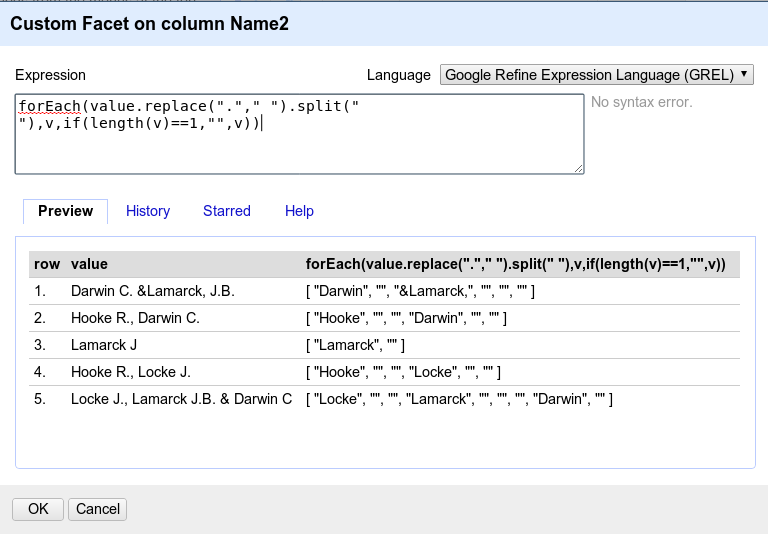 Custom Facet on column Name2
Expression
Language Google Refine Expression Language (GREL)
forEach(value.replace("."," ").split("
"),v,if(length(v)==1,"",v))
No syntax error.
Preview History Starred Help
row value forEach(value.replace("."," ").split(" "),v,if(length(v)==1,"",v))
1. Darwin C. &Lamarck, J.B. [ "Darwin", "", "&Lamarck,", "", "", "" ]
2. Hooke R., Darwin C. [ "Hooke", "", "", "Darwin", "", "" ]
3. Lamarck J [ "Lamarck", "" ]
4. Hooke R., Locke J. [ "Hooke", "", "", "Locke", "", "" ]
5. Locke J., Lamarck J.B. & Darwin C [ "Locke", "", "", "Lamarck", "", "", "", "Darwin", "" ]
OK Cancel